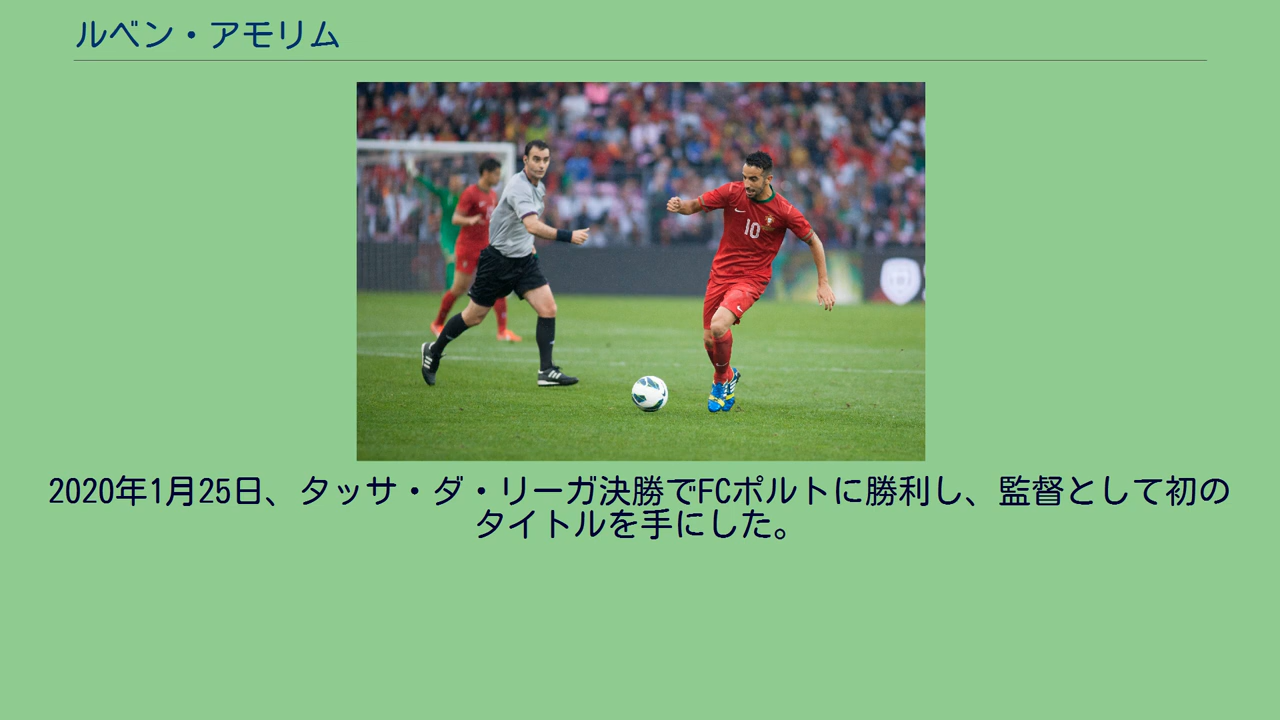 ルベン・アモリム
10
2020年1月25日、タッサ・ダ・リーガ決勝でFCポルトに勝利し、監督として初の
タイトルを手にした。